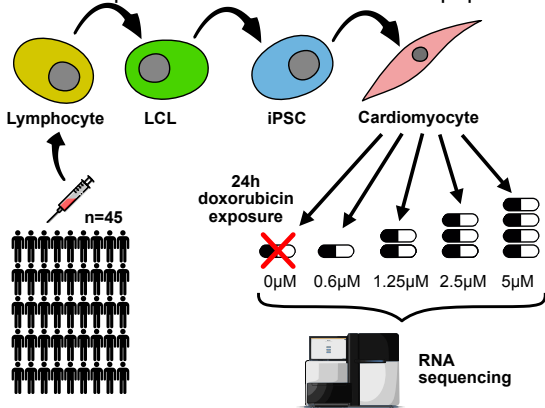 Lymphocyte
LCL
iPSC
Cardiomyocyte
24h
doxorubicin
exposure
n=45
0µM
0.6µM
1.25µM
2.5µM
5µM
RNA
sequencing